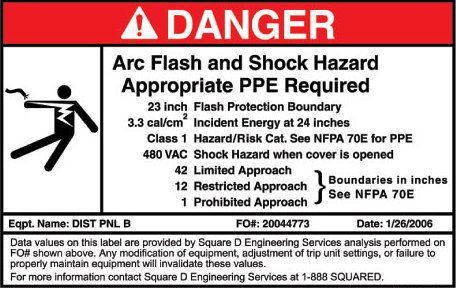 DANGER
Arc Flash and Shock Hazard
Appropriate PPE Required
23 inch Flash Protection Boundary
3.3 cal/cm² Incident Energy at 24 inches
Class 1 Hazard/Risk Cat. See NFPA 70E for PPE
480 VAC Shock Hazard when cover is opened
42 Limited Approach
12 Restricted Approach
1 Prohibited Approach
Boundaries in inches
See NFPA 70E
Eqpt. Name: DIST PNL B FO#: 20044773 Date: 1/26/2006
Data values on this label are provided by Square D Engineering Services analysis performed on
FO# shown above. Any modification of equipment, adjustment of trip unit settings, or failure to
properly maintain equipment will invalidate these values.
For more information contact Square D Engineering Services at 1-888 SQUARED.